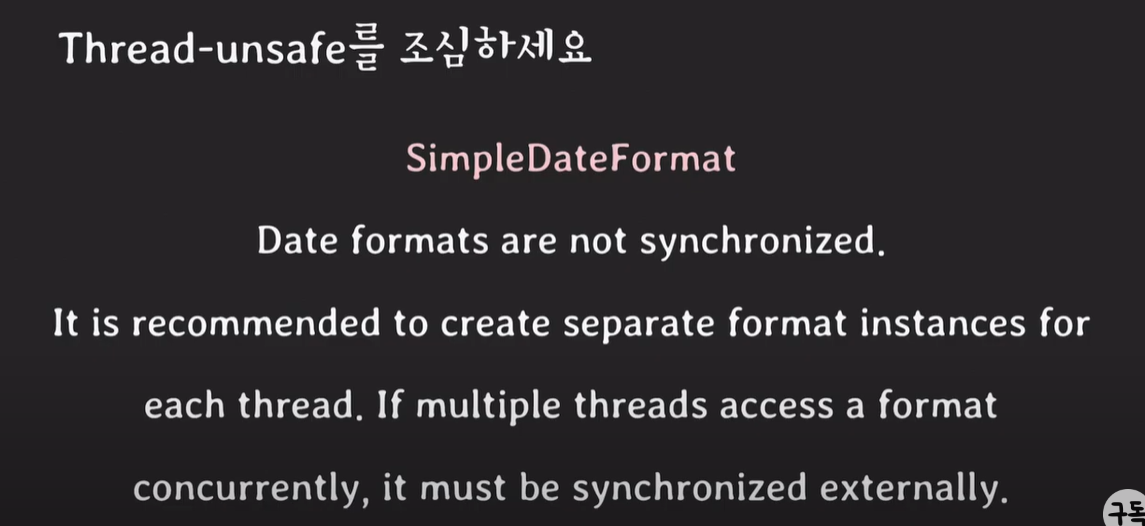 Thread-unsafe를 조심하세요
SimpleDateFormat
Date formats are not synchronized.
It is recommended to create separate format instances for
each thread. If multiple threads access a format
concurrently, it must be synchronized externally.
구독